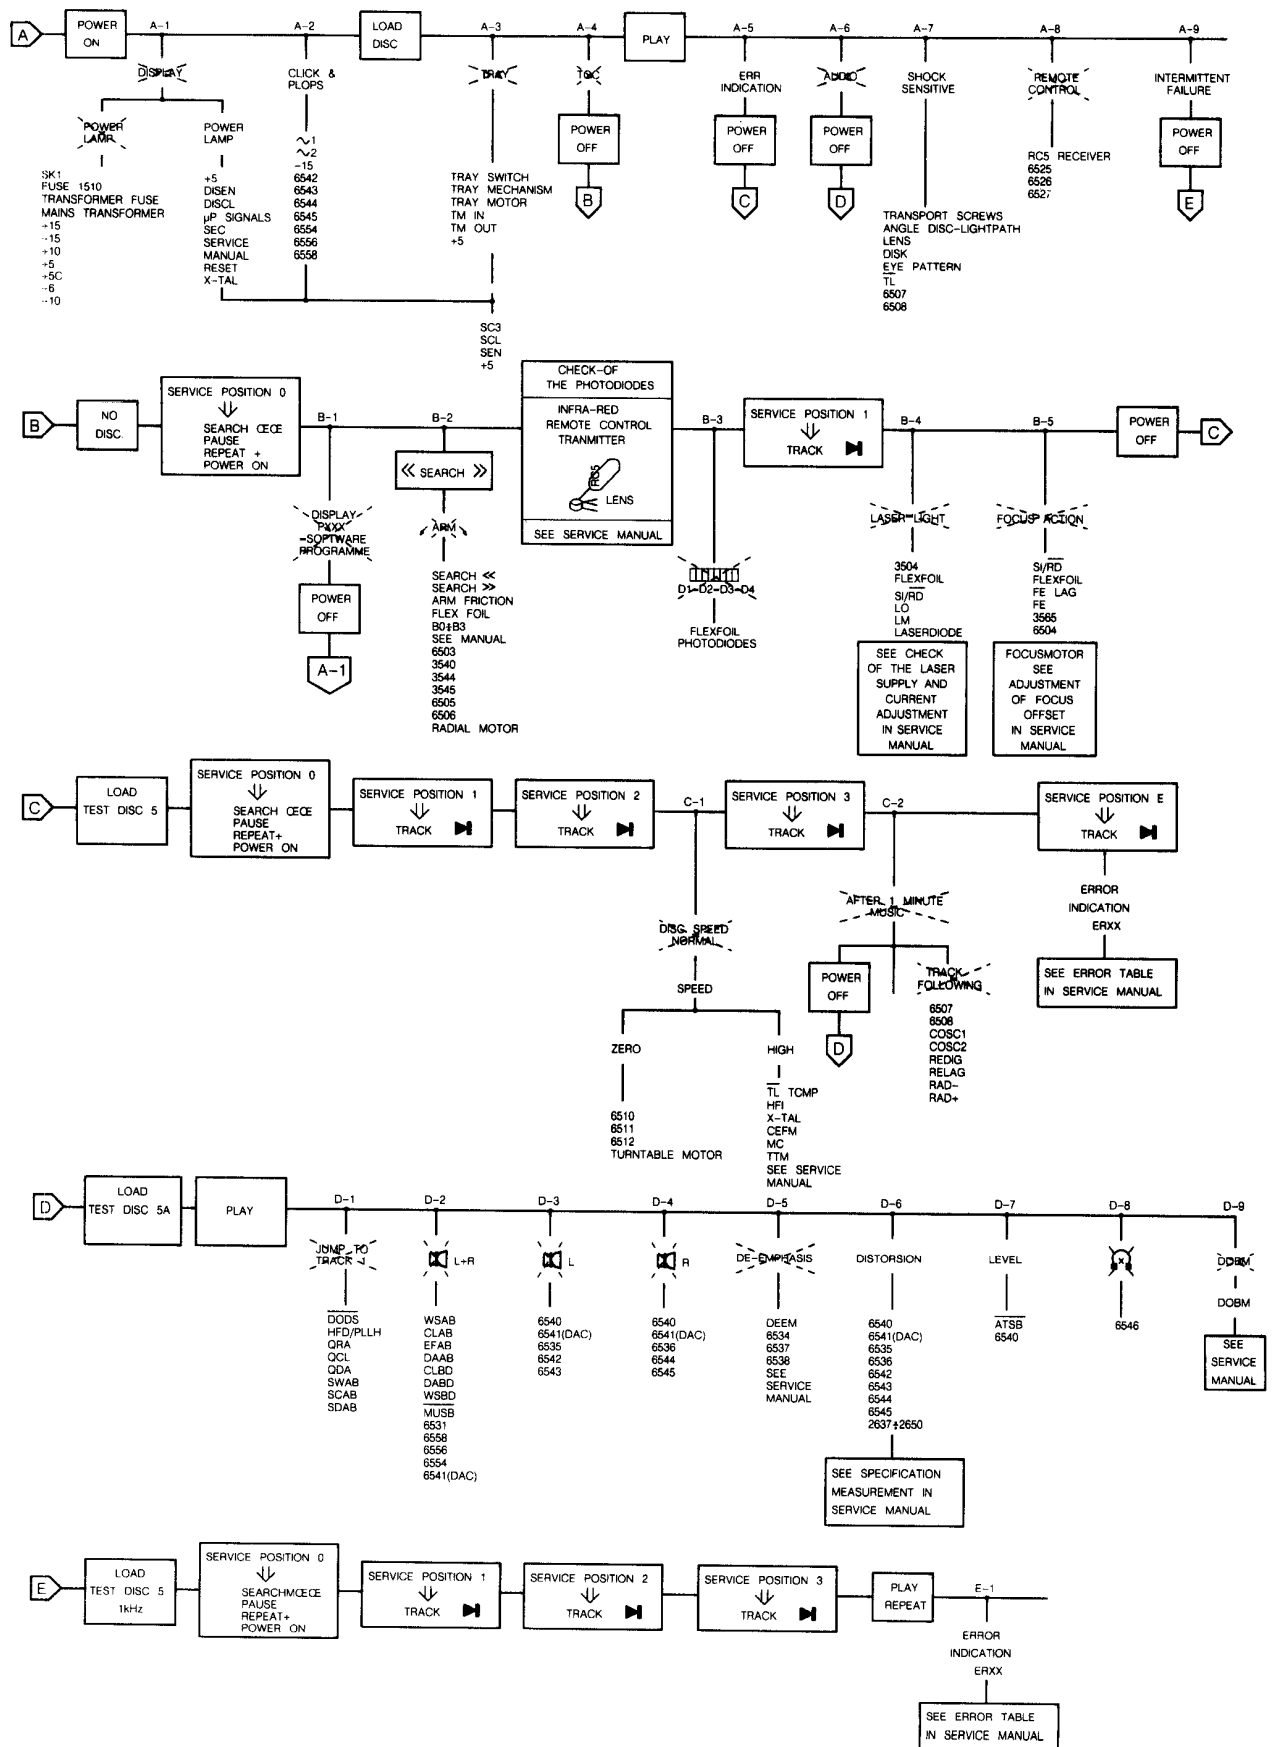 A
POWER
ON
A-1
A-2
LOAD
DISC
A-3
A-4
PLAY
A-5
A-6
A-7
A-8
A-9
DISPLAY
CLICK &
PLOPS
TRAY
TOC
ERR
INDICATION
AUDIO
SHOCK
SENSITIVE
REMOTE
CONTROL
INTERMITTENT
FAILURE
POWER
LAMP
POWER
LAMP
POWER
OFF
POWER
OFF
POWER
OFF
POWER
OFF
B
C
D
E
SK1
FUSE 1510
TRANSFORMER FUSE
MAINS TRANSFORMER
+15
-15
+10
+5
+5C
-6
-10
+5
DISEN
DISCL
µP SIGNALS
SEC
SERVICE
MANUAL
RESET
X-TAL
~1
~2
-15
6542
6543
6544
6545
6554
6556
6558
TRAY SWITCH
TRAY MECHANISM
TRAY MOTOR
TM IN
TM OUT
+5
SC3
SCL
SEN
+5
TRANSPORT SCREWS
ANGLE DISC-LIGHTPATH
LENS
DISK
EYE PATTERN
TL
6507
6508
RC5 RECEIVER
6525
6526
6527
B
NO
DISC
SERVICE POSITION 0
⇓
SEARCH ŒŒ
PAUSE
REPEAT +
POWER ON
B-1
DISPLAY
PXXX
-SOFTWARE
PROGRAMME
POWER
OFF
A-1
B-2
≪ SEARCH ≫
ARM
SEARCH ≪
SEARCH ≫
ARM FRICTION
FLEX FOIL
B0÷B3
SEE MANUAL
6503
3540
3544
3545
6505
6506
RADIAL MOTOR
CHECK-OF
THE PHOTODIODES
INFRA-RED
REMOTE CONTROL
TRANMITTER
RC5
LENS
SEE SERVICE MANUAL
B-3
D1-D2-D3-D4
FLEXFOIL
PHOTODIODES
SERVICE POSITION 1
⇓
TRACK
B-4
LASER-LIGHT
3504
FLEXFOIL
SI/RD
LO
LM
LASERDIODE
SEE CHECK
OF THE LASER
SUPPLY AND
CURRENT
ADJUSTMENT
IN SERVICE
MANUAL
B-5
FOCUS ACTION
SI/RD
FLEXFOIL
FE LAG
FE
3565
6504
FOCUSMOTOR
SEE
ADJUSTMENT
OF FOCUS
OFFSET
IN SERVICE
MANUAL
POWER
OFF
C
C
LOAD
TEST DISC 5
SERVICE POSITION 0
⇓
SEARCH ŒŒ
PAUSE
REPEAT+
POWER ON
SERVICE POSITION 1
⇓
TRACK
SERVICE POSITION 2
⇓
TRACK
C-1
DISC SPEED
NORMAL
SPEED
ZERO
6510
6511
6512
TURNTABLE MOTOR
HIGH
TL TCMP
HFI
X-TAL
CEFM
MC
TTM
SEE SERVICE
MANUAL
SERVICE POSITION 3
⇓
TRACK
C-2
AFTER 1 MINUTE
MUSIC
POWER
OFF
D
TRACK
FOLLOWING
6507
6508
COSC1
COSC2
REDIG
RELAG
RAD-
RAD+
SERVICE POSITION E
⇓
TRACK
ERROR
INDICATION
ERXX
SEE ERROR TABLE
IN SERVICE MANUAL
D
LOAD
TEST DISC 5A
PLAY
D-1
JUMP TO
TRACK
DODS
HFD/PLLH
QRA
QCL
QDA
SWAB
SCAB
SDAB
D-2
L+R
WSAB
CLAB
EFAB
DAAB
CLBD
DABD
WSBD
MUSB
6531
6558
6556
6554
6541(DAC)
D-3
L
6540
6541(DAC)
6535
6542
6543
D-4
R
6540
6541(DAC)
6536
6544
6545
D-5
DE-EMPHASIS
DEEM
6534
6537
6538
SEE
SERVICE
MANUAL
D-6
DISTORSION
6540
6541(DAC)
6535
6536
6542
6543
6544
6545
2637÷2650
SEE SPECIFICATION
MEASUREMENT IN
SERVICE MANUAL
D-7
LEVEL
ATSB
6540
D-8
6546
D-9
DOBM
DOBM
SEE
SERVICE
MANUAL
E
LOAD
TEST DISC 5
1kHz
SERVICE POSITION 0
⇓
SEARCHMŒŒ
PAUSE
REPEAT+
POWER ON
SERVICE POSITION 1
⇓
TRACK
SERVICE POSITION 2
⇓
TRACK
SERVICE POSITION 3
⇓
TRACK
PLAY
REPEAT
E-1
ERROR
INDICATION
ERXX
SEE ERROR TABLE
IN SERVICE MANUAL